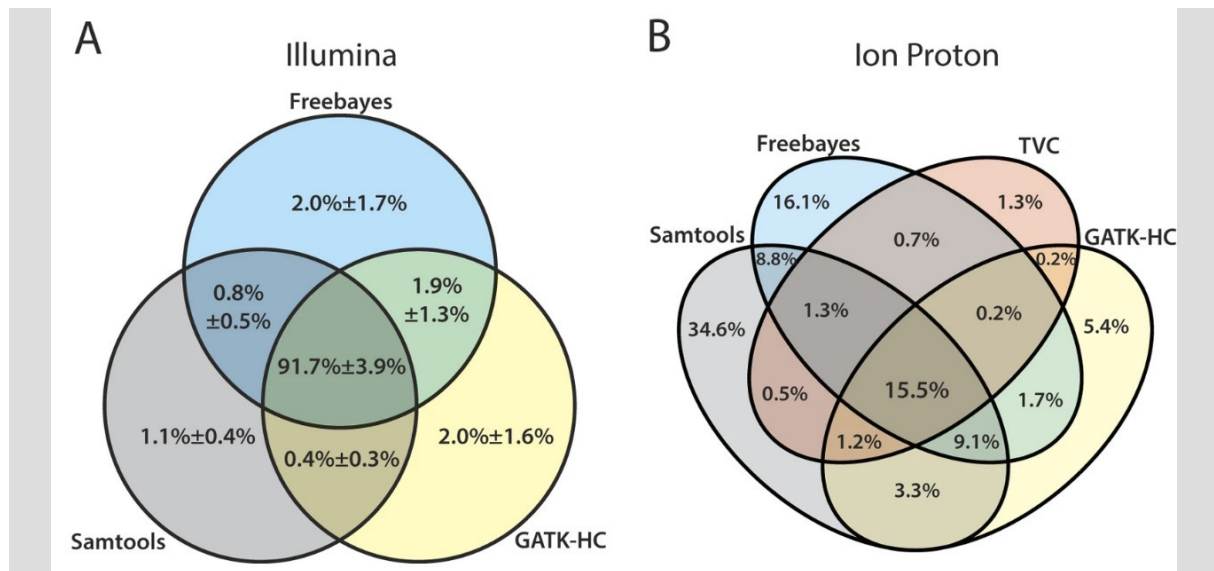 A
Illumina
Freebayes
2.0%±1.7%
0.8%
±0.5%
1.9%
±1.3%
91.7%±3.9%
1.1%±0.4%
2.0%±1.6%
0.4%±0.3%
Samtools
GATK-HC
B
Ion Proton
Freebayes
TVC
16.1%
1.3%
Samtools
0.7%
GATK-HC
8.8%
0.2%
34.6%
1.3%
0.2%
5.4%
0.5%
15.5%
1.7%
1.2%
9.1%
3.3%